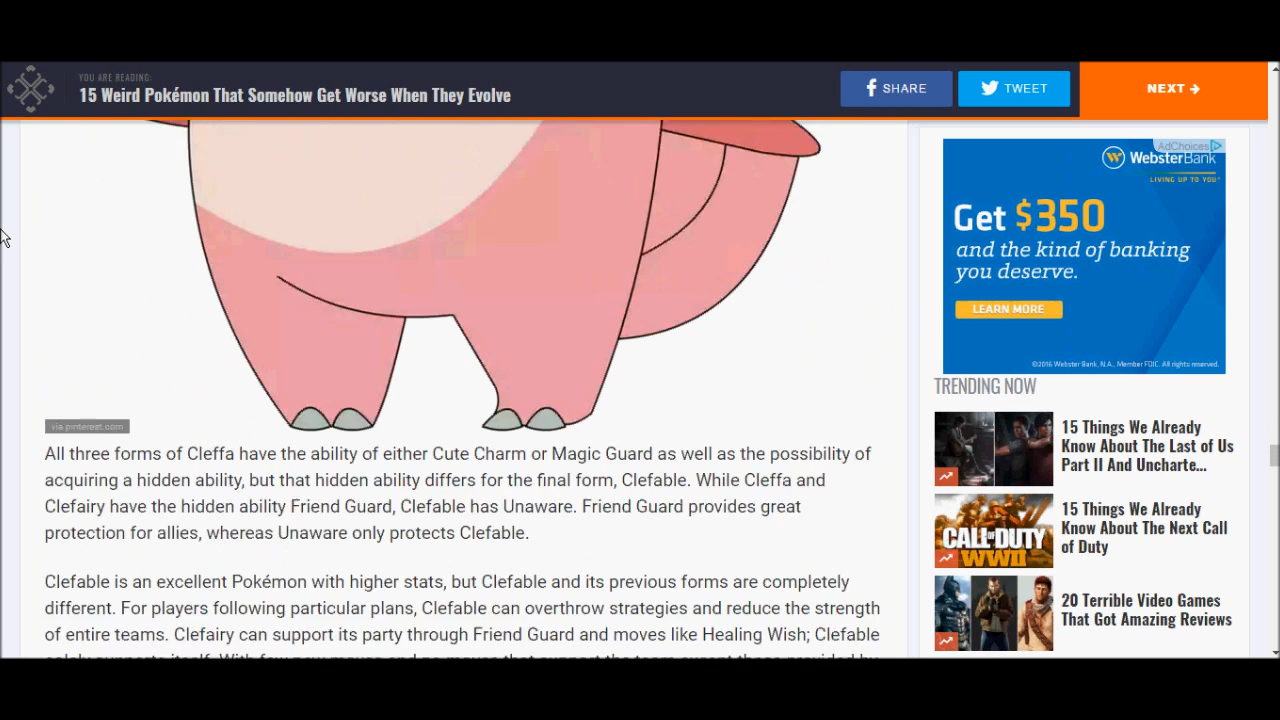 YOU ARE READING:
15 Weird Pokémon That Somehow Get Worse When They Evolve
SHARE
TWEET
NEXT
AdChoices
WebsterBank
LIVING UP TO YOU
Get $350
and the kind of banking
you deserve.
LEARN MORE
©2016 Webster Bank, N.A., Member FDIC. All rights reserved.
via pinterest.com
All three forms of Cleffa have the ability of either Cute Charm or Magic Guard as well as the possibility of
acquiring a hidden ability, but that hidden ability differs for the final form, Clefable. While Cleffa and
Clefairy have the hidden ability Friend Guard, Clefable has Unaware. Friend Guard provides great
protection for allies, whereas Unaware only protects Clefable.
Clefable is an excellent Pokémon with higher stats, but Clefable and its previous forms are completely
different. For players following particular plans, Clefable can overthrow strategies and reduce the strength
of entire teams. Clefairy can support its party through Friend Guard and moves like Healing Wish; Clefable
TRENDING NOW
15 Things We Already
Know About The Last of Us
Part II And Uncharte...
CALL OF DUTY
WWII
15 Things We Already
Know About The Next Call
of Duty
20 Terrible Video Games
That Got Amazing Reviews